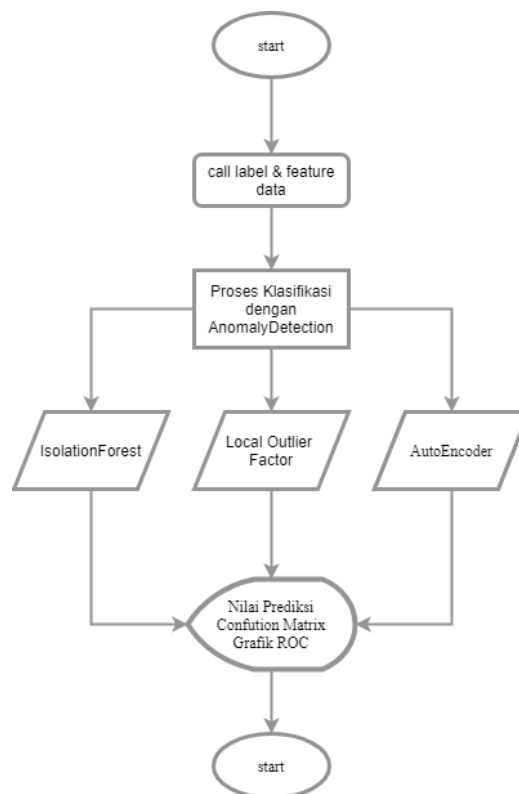 start
call label & feature
data
Proses Klasifikasi
dengan
AnomalyDetection
IsolationForest
Local Outlier
Factor
AutoEncoder
Nilai Prediksi
Confution Matrix
Grafik ROC
start